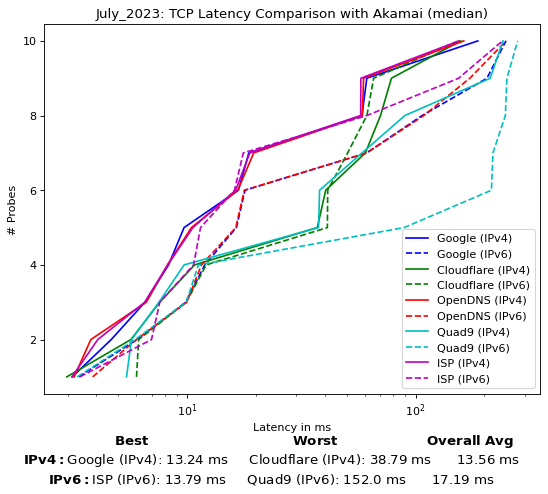 July_2023: TCP Latency Comparison with Akamai (median)
10
8
6
4
2
# Probes
Google (IPv4)
Google (IPv6)
Cloudflare (IPv4)
Cloudflare (IPv6)
OpenDNS (IPv4)
OpenDNS (IPv6)
Quad9 (IPv4)
Quad9 (IPv6)
ISP (IPv4)
ISP (IPv6)
10¹ 10²
Latency in ms
Best Worst Overall Avg
IPv4: Google (IPv4): 13.24 ms Cloudflare (IPv4): 38.79 ms 13.56 ms
IPv6: ISP (IPv6): 13.79 ms Quad9 (IPv6): 152.0 ms 17.19 ms